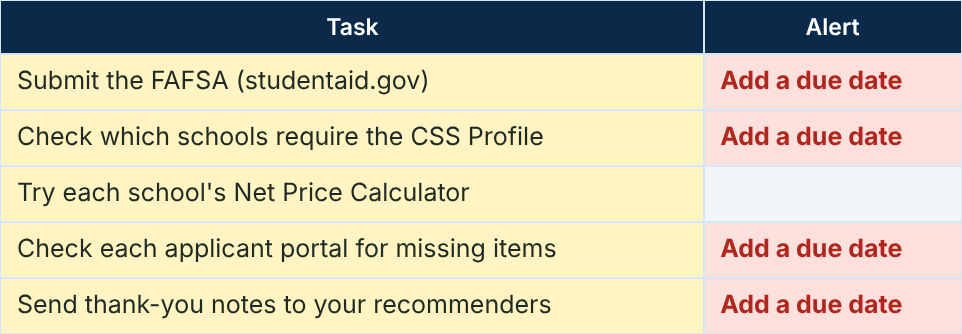 Task Alert
Submit the FAFSA (studentaid.gov) Add a due date
Check which schools require the CSS Profile Add a due date
Try each school's Net Price Calculator
Check each applicant portal for missing items Add a due date
Send thank-you notes to your recommenders Add a due date